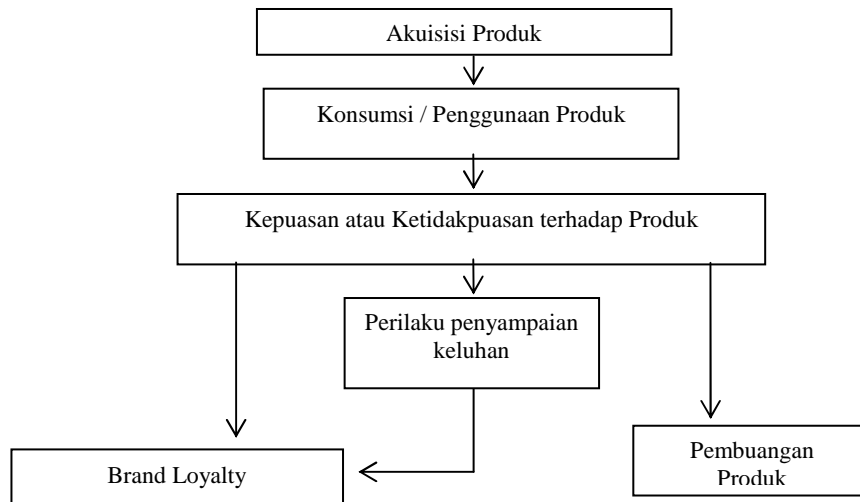 Akuisisi Produk
Konsumsi / Penggunaan Produk
Kepuasan atau Ketidakpuasan terhadap Produk
Perilaku penyampaian
keluhan
Brand Loyalty
Pembuangan
Produk